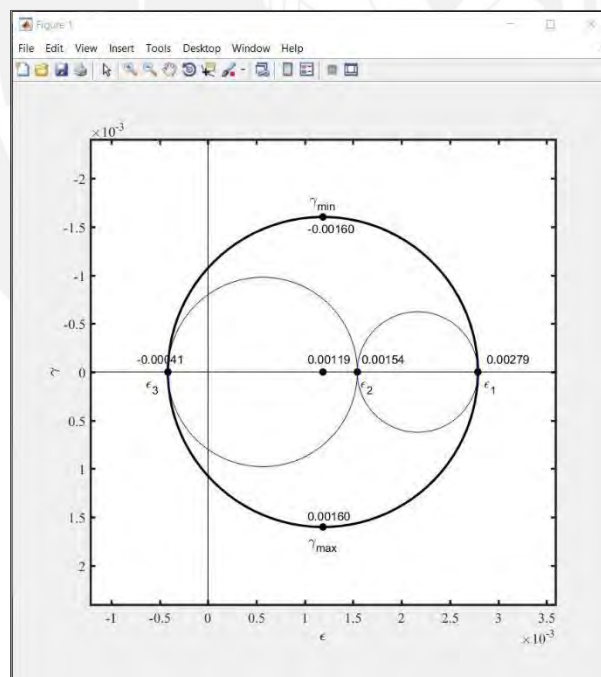 Figure 1
File Edit View Insert Tools Desktop Window Help
×10⁻³
-2
-1.5
-1
-0.5
0
0.5
1
1.5
2
γ
γmin
-0.00160
-0.00041
0.00119
0.00154
0.00279
ϵ3
ϵ2
ϵ1
0.00160
γmax
-1 -0.5 0 0.5 1 1.5 2 2.5 3 3.5
ϵ
×10⁻³